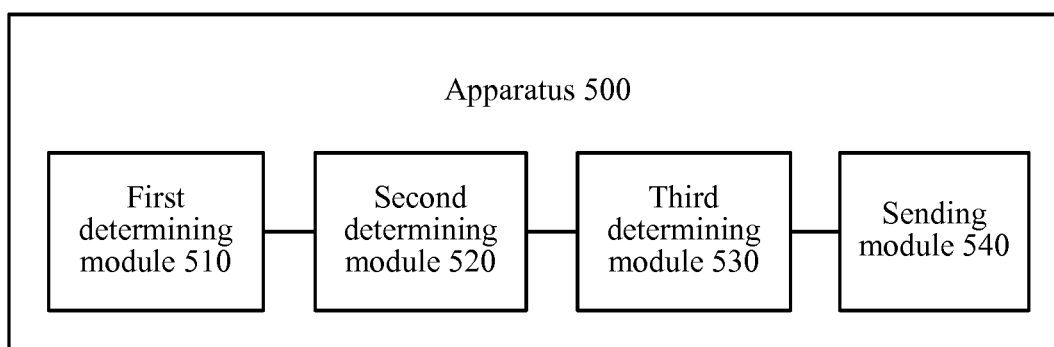 Apparatus 500
First
determining
module 510
Second
determining
module 520
Third
determining
module 530
Sending
module 540